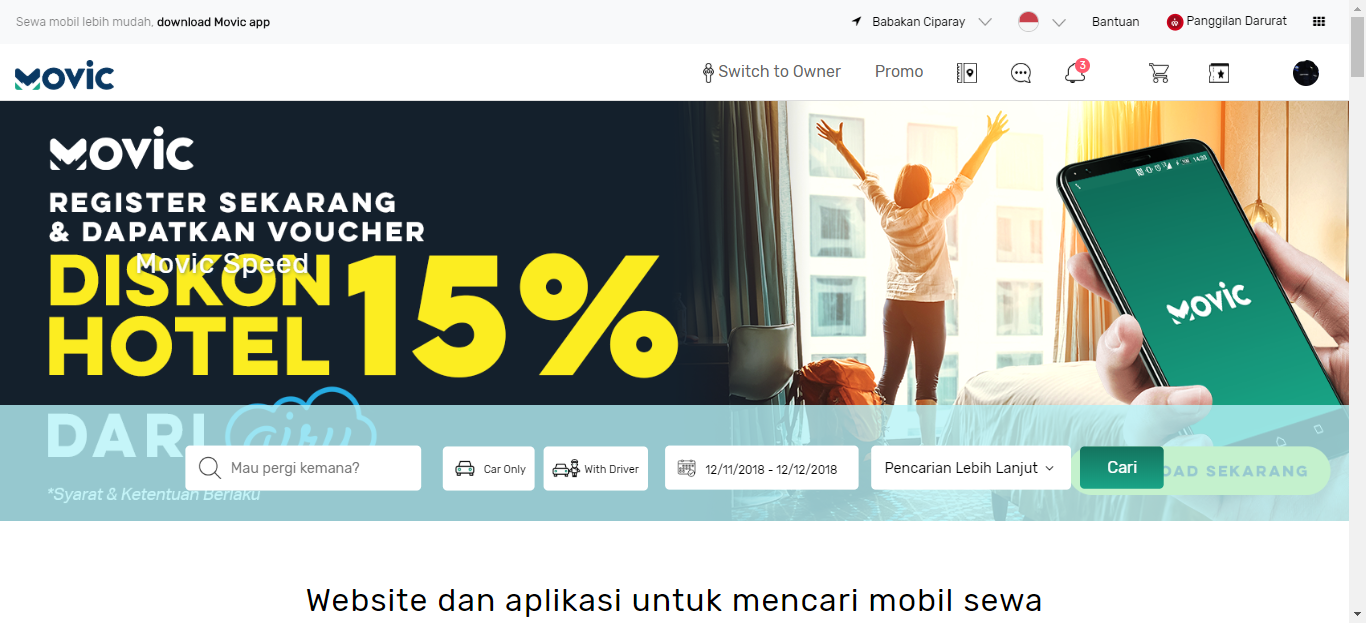 Sewa mobil lebih mudah, download Movic app
Babakan Ciparay
Bantuan
Panggilan Darurat
MOVIC
Switch to Owner
Promo
3
MOVIC
REGISTER SEKARANG
& DAPATKAN VOUCHER
Movic Speed
DISKON
HOTEL
15%
DARI airy
14:33
MOVIC
Mau pergi kemana?
Car Only
With Driver
12/11/2018 - 12/12/2018
Pencarian Lebih Lanjut
Cari
OAD SEKARANG
*Syarat & Ketentuan Berlaku
Website dan aplikasi untuk mencari mobil sewa